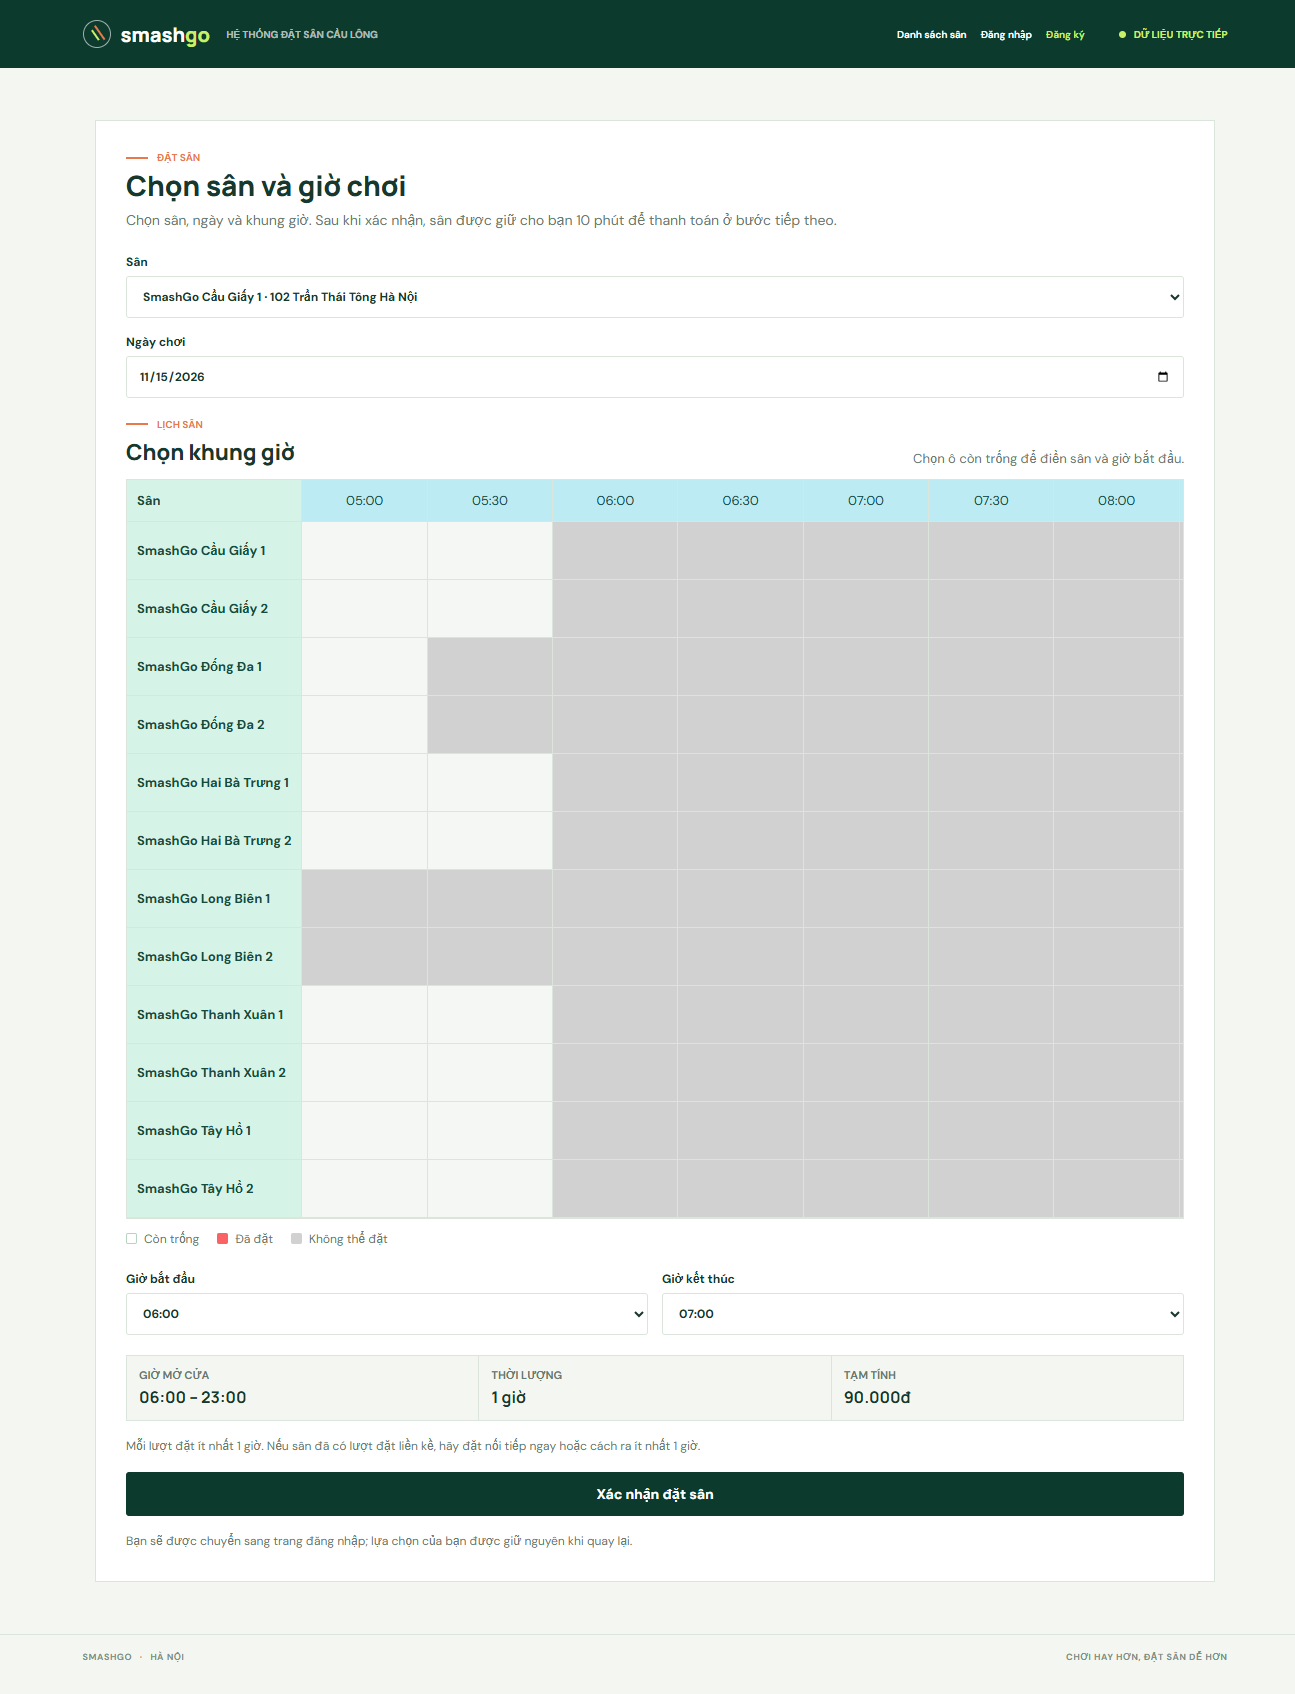 smashgo HỆ THỐNG ĐẶT SÂN CẦU LÔNG Danh sách sân Đăng nhập Đăng ký DỮ LIỆU TRỰC TIẾP
ĐẶT SÂN
Chọn sân và giờ chơi
Chọn sân, ngày và khung giờ. Sau khi xác nhận, sân được giữ cho bạn 10 phút để thanh toán ở bước tiếp theo.
Sân
SmashGo Cầu Giấy 1 · 102 Trần Thái Tông Hà Nội
Ngày chơi
11/15/2026
LỊCH SÂN
Chọn khung giờ
Chọn ô còn trống để điền sân và giờ bắt đầu.
Sân 05:00 05:30 06:00 06:30 07:00 07:30 08:00
SmashGo Cầu Giấy 1
SmashGo Cầu Giấy 2
SmashGo Đống Đa 1
SmashGo Đống Đa 2
SmashGo Hai Bà Trưng 1
SmashGo Hai Bà Trưng 2
SmashGo Long Biên 1
SmashGo Long Biên 2
SmashGo Thanh Xuân 1
SmashGo Thanh Xuân 2
SmashGo Tây Hồ 1
SmashGo Tây Hồ 2
Còn trống Đã đặt Không thể đặt
Giờ bắt đầu Giờ kết thúc
06:00 07:00
GIỜ MỞ CỬA THỜI LƯỢNG TẠM TÍNH
06:00 – 23:00 1 giờ 90.000đ
Mỗi lượt đặt ít nhất 1 giờ. Nếu sân đã có lượt đặt liền kề, hãy đặt nối tiếp ngay hoặc cách ra ít nhất 1 giờ.
Xác nhận đặt sân
Bạn sẽ được chuyển sang trang đăng nhập; lựa chọn của bạn được giữ nguyên khi quay lại.
SMASHGO · HÀ NỘI CHƠI HAY HƠN, ĐẶT SÂN DỄ HƠN